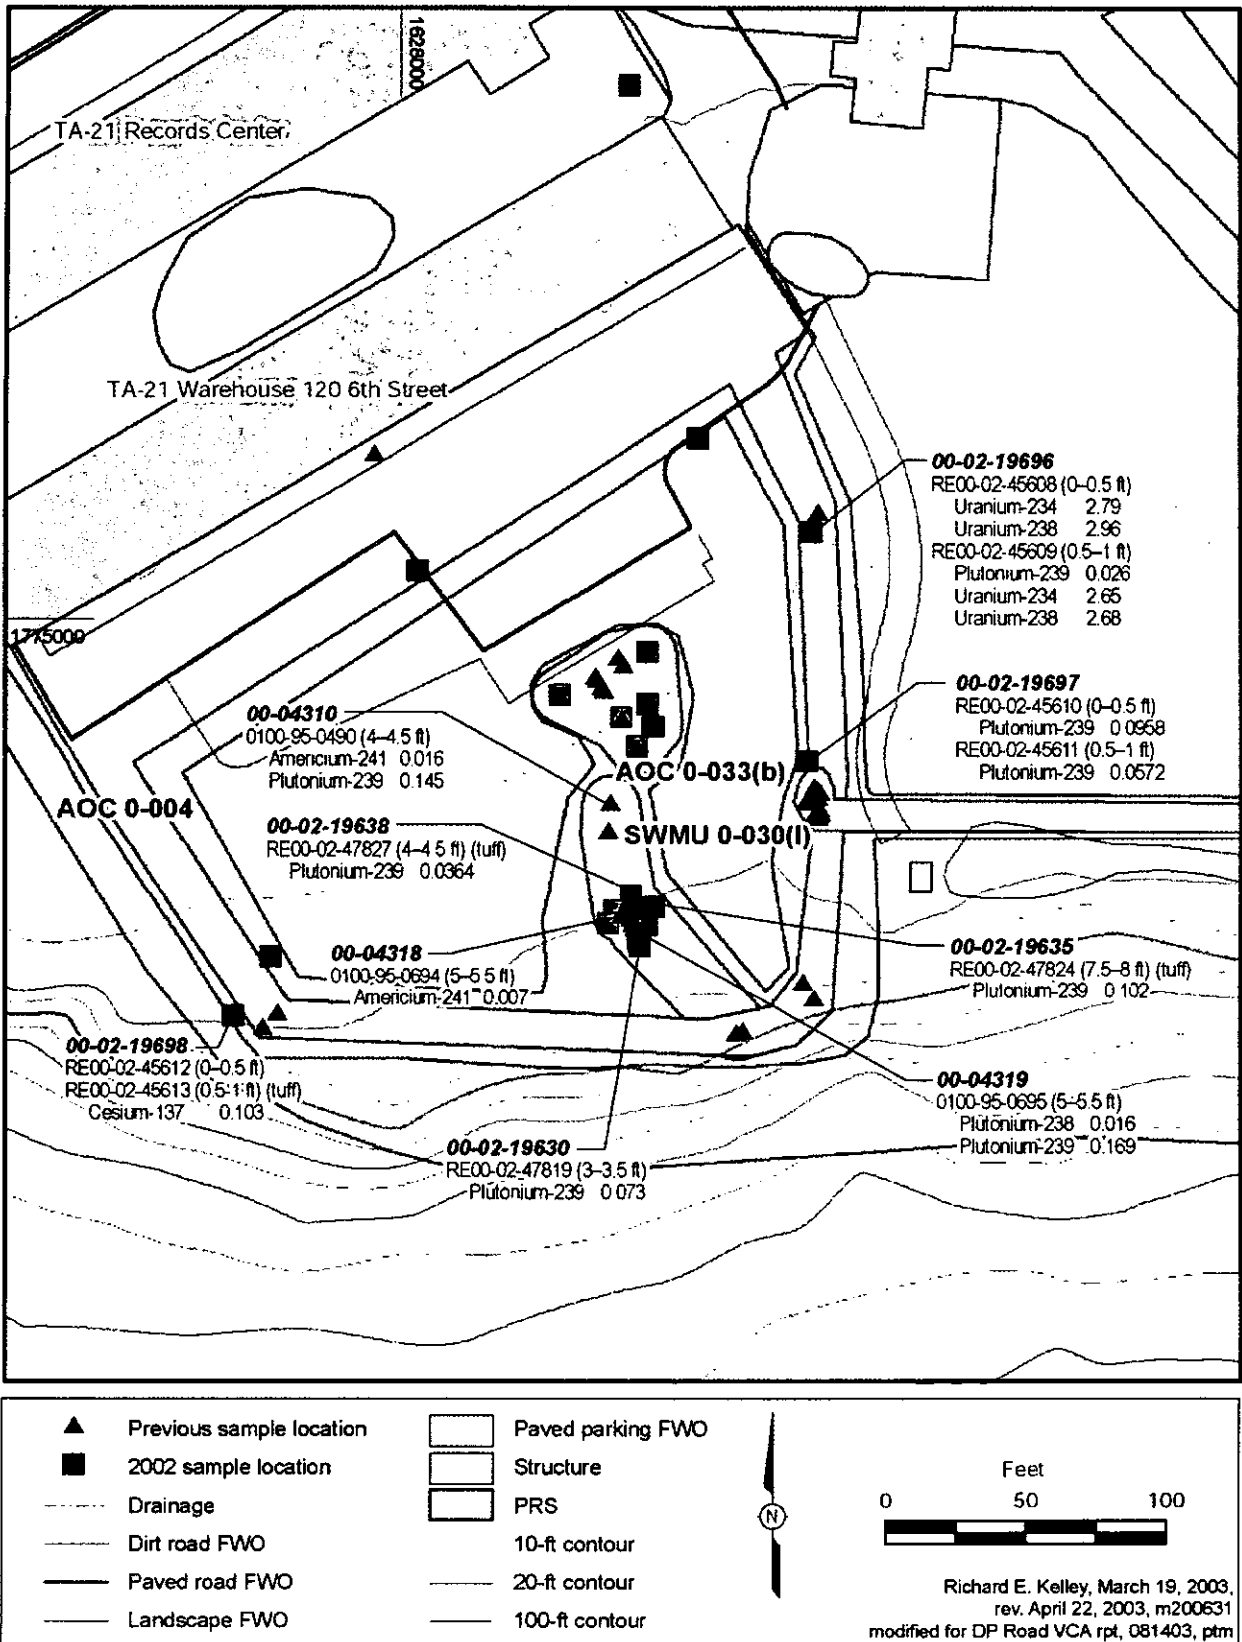 1628000
TA-21 Records Center
TA-21 Warehouse 120 6th Street
1775000
00-02-19696
RE00-02-45608 (0–0.5 ft)
Uranium-234 2.79
Uranium-238 2.96
RE00-02-45609 (0.5–1 ft)
Plutonium-239 0.026
Uranium-234 2.65
Uranium-238 2.68
00-02-19697
RE00-02-45610 (0–0.5 ft)
Plutonium-239 0.0958
RE00-02-45611 (0.5–1 ft)
Plutonium-239 0.0572
00-04310
0100-95-0490 (4–4.5 ft)
Americium-241 0.016
Plutonium-239 0.145
AOC 0-033(b)
AOC 0-004
SWMU 0-030(l)
00-02-19638
RE00-02-47827 (4–4 5 ft) (tuff)
Plutonium-239 0.0364
00-04318
0100-95-0694 (5–5 5 ft)
Americium-241 0.007
00-02-19635
RE00-02-47824 (7.5–8 ft) (tuff)
Plutonium-239 0 102
00-02-19698
RE00-02-45612 (0–0.5 ft)
RE00-02-45613 (0.5-1 ft) (tuff)
Cesium-137 0.103
00-04319
0100-95-0695 (5–5.5 ft)
Plutonium-238 0.016
Plutonium-239 0.169
00-02-19630
RE00-02-47819 (3–3.5 ft)
Plutonium-239 0 073
Previous sample location
2002 sample location
Drainage
Dirt road FWO
Paved road FWO
Landscape FWO
Paved parking FWO
Structure
PRS
10-ft contour
20-ft contour
100-ft contour
N
Feet
0 50 100
Richard E. Kelley, March 19, 2003,
rev. April 22, 2003, m200631
modified for DP Road VCA rpt, 081403, ptm